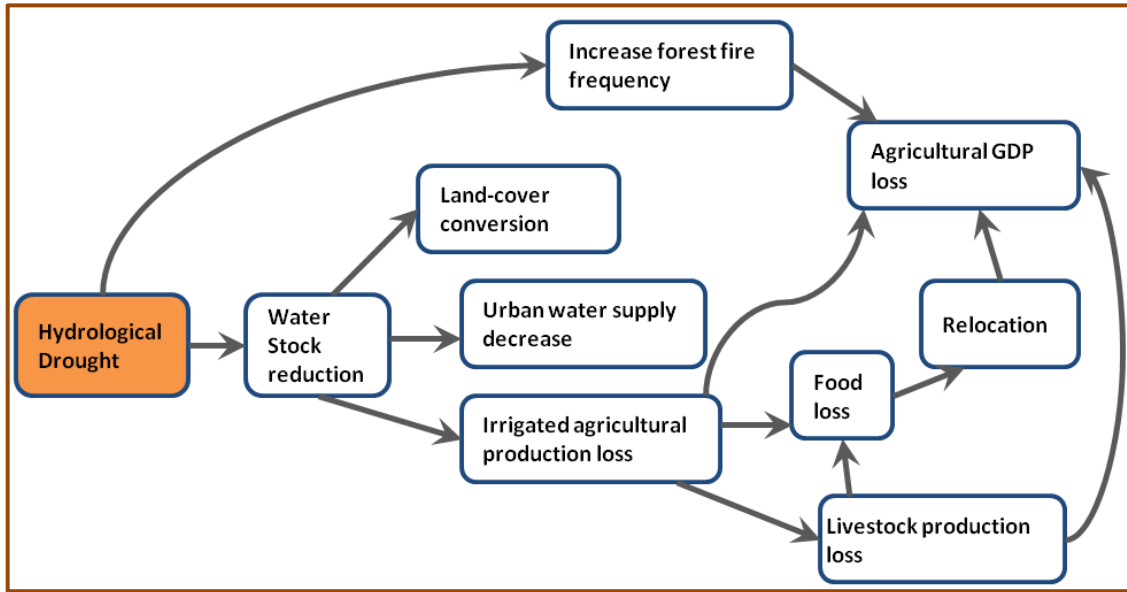 Increase forest fire
frequency
Agricultural GDP
loss
Land-cover
conversion
Hydrological
Drought
Water
Stock
reduction
Urban water supply
decrease
Relocation
Food
loss
Irrigated agricultural
production loss
Livestock production
loss